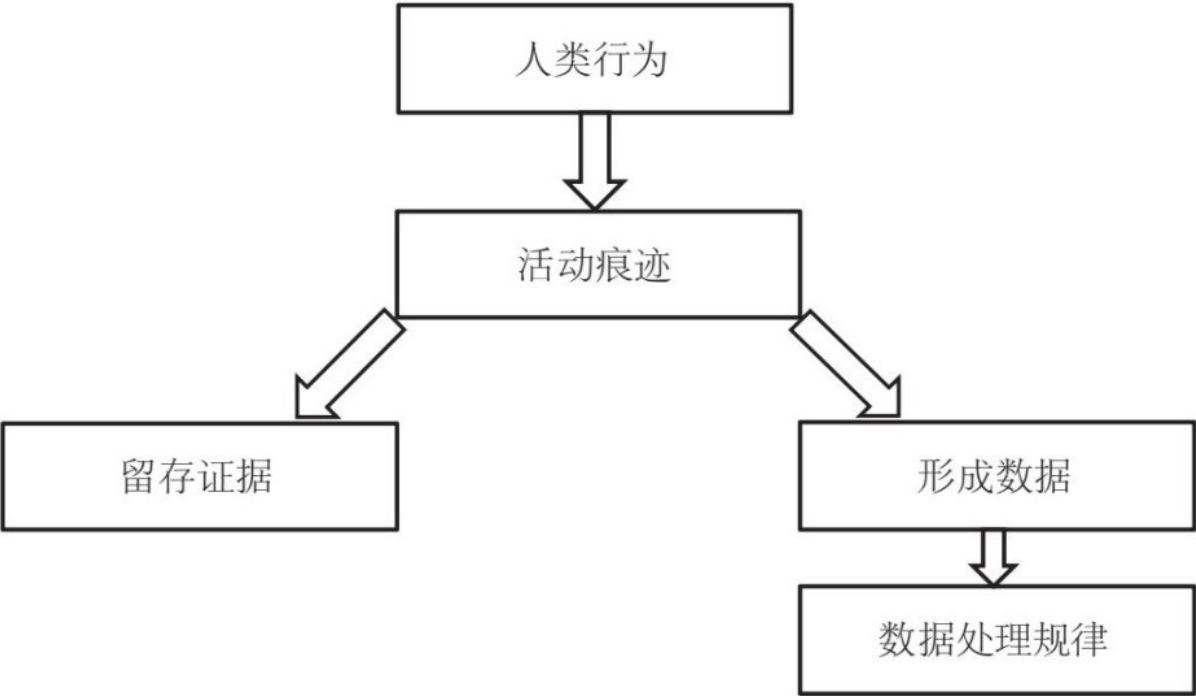 人类行为
活动痕迹
留存证据
形成数据
数据处理规律